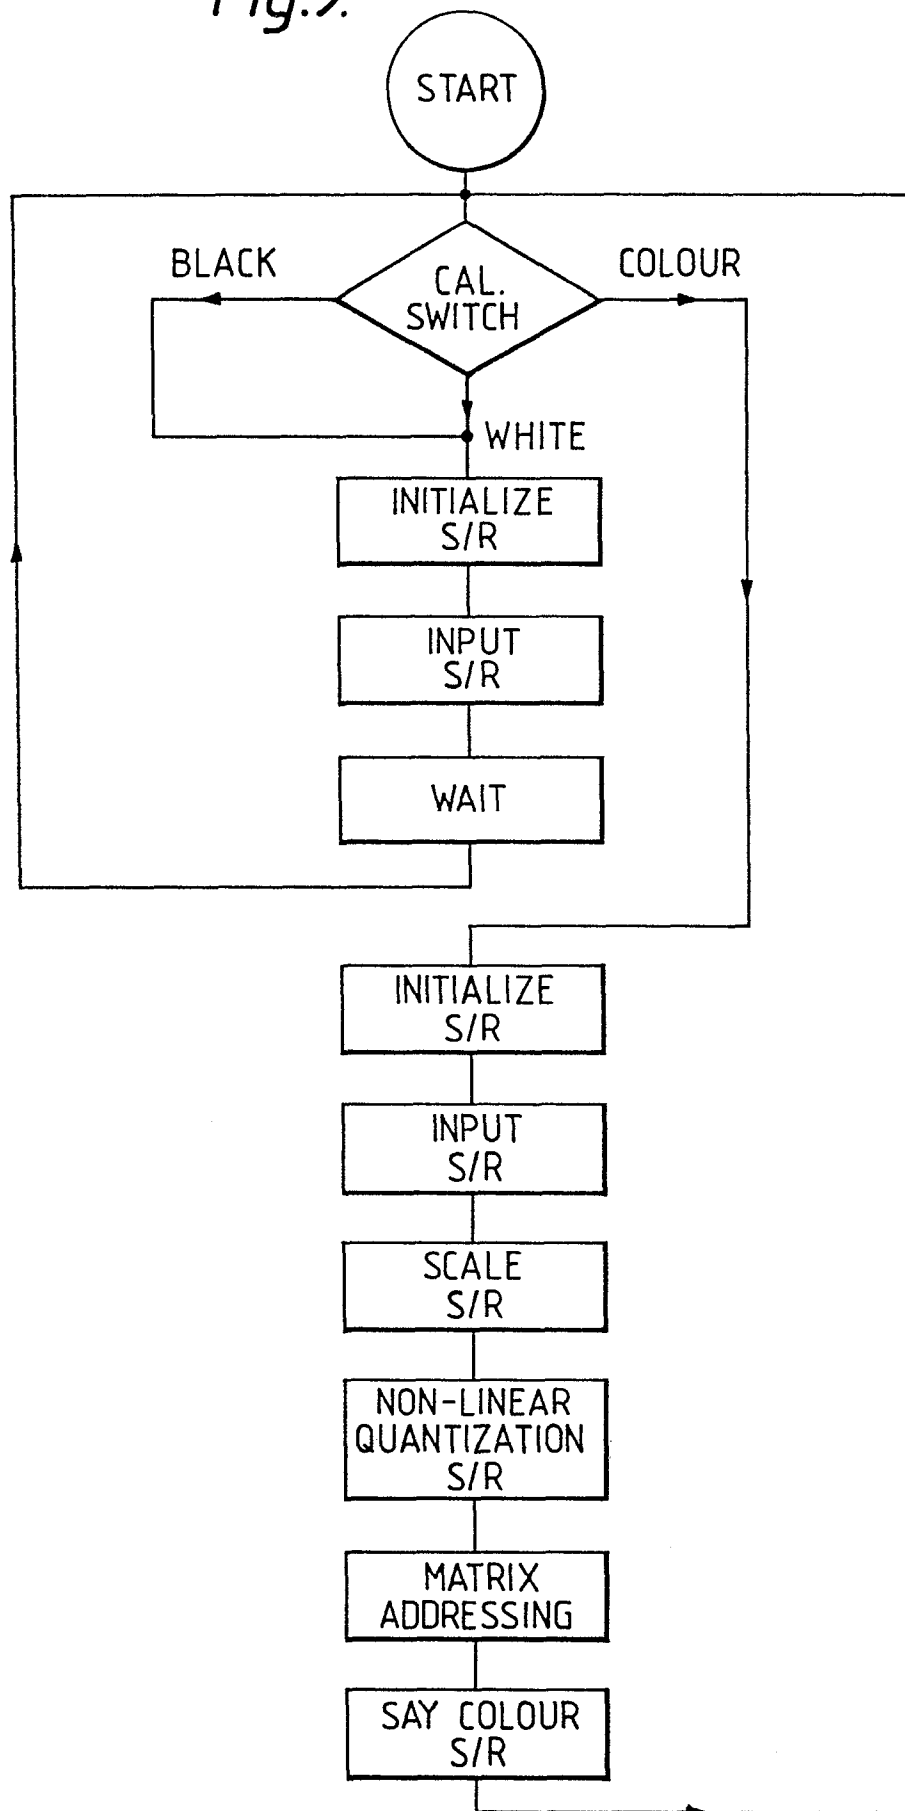 Fig.9.
START
BLACK
COLOUR
CAL.
SWITCH
WHITE
INITIALIZE
S/R
INPUT
S/R
WAIT
INITIALIZE
S/R
INPUT
S/R
SCALE
S/R
NON-LINEAR
QUANTIZATION
S/R
MATRIX
ADDRESSING
SAY COLOUR
S/R